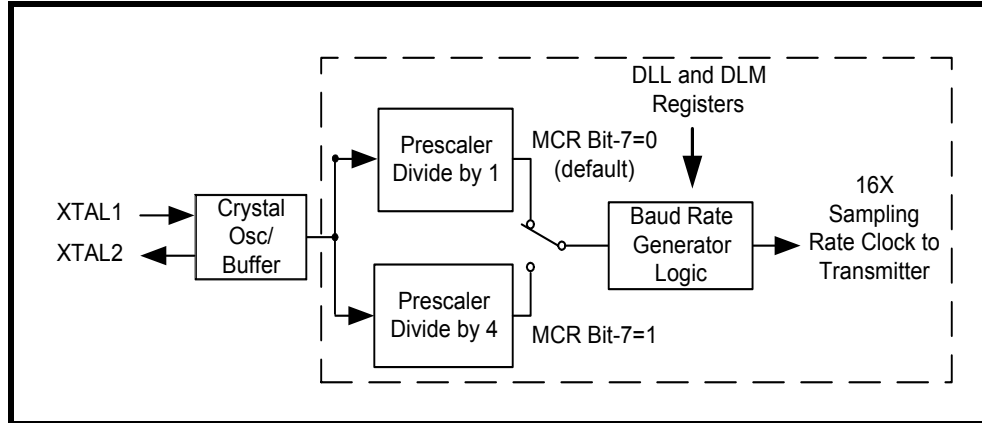 DLL and DLM
Registers
Prescaler
Divide by 1
MCR Bit-7=0
(default)
XTAL1
XTAL2
Crystal
Osc/
Buffer
Baud Rate
Generator
Logic
16X
Sampling
Rate Clock to
Transmitter
Prescaler
Divide by 4
MCR Bit-7=1